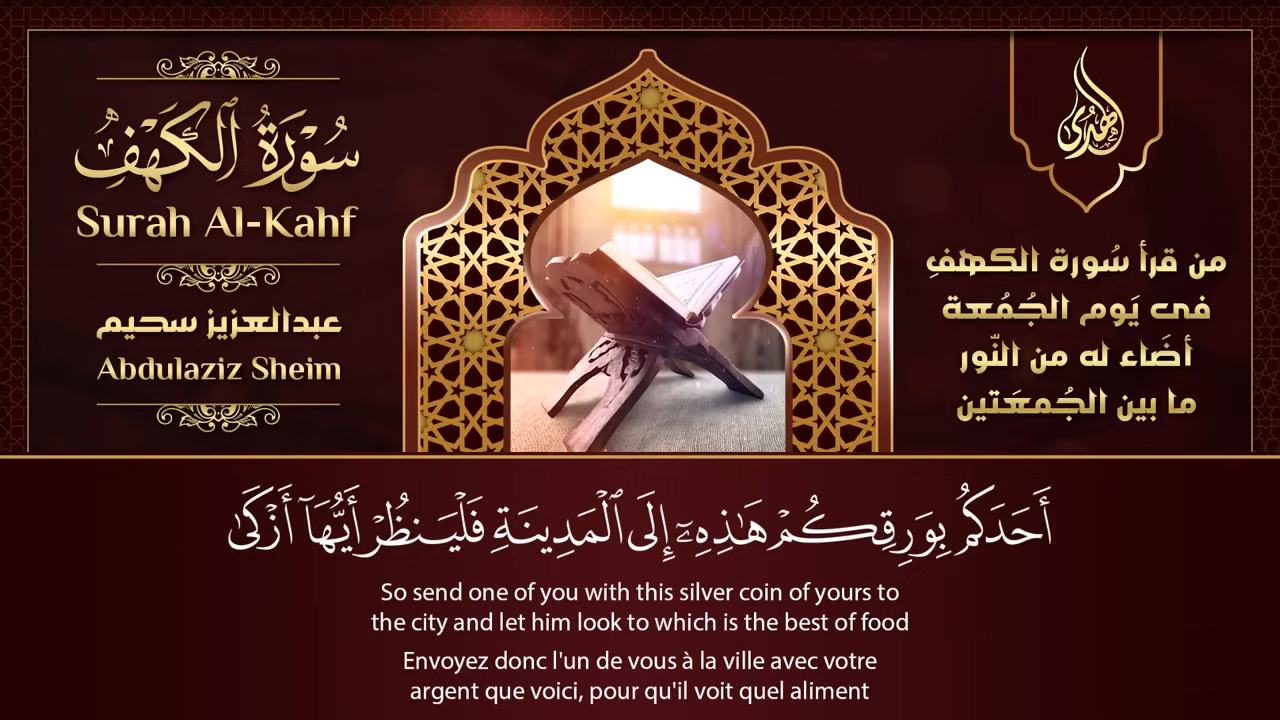 سُوْرَةُ ٱلْكَهْفِ
Surah Al-Kahf
عبدالعزيز سحيم
Abdulaziz Sheim
الهدى
من قرأ سُورة الكهفِ
فى يَوم الجُمُعة
أضَاء له من النّور
ما بين الجُمعَتين
أَحَدَكُم بِوَرِقِكُمْ هَـٰذِهِۦٓ إِلَى ٱلْمَدِينَةِ فَلْيَنظُرْ أَيُّهَآ أَزْكَىٰ
So send one of you with this silver coin of yours to
the city and let him look to which is the best of food
Envoyez donc l'un de vous à la ville avec votre
argent que voici, pour qu'il voit quel aliment